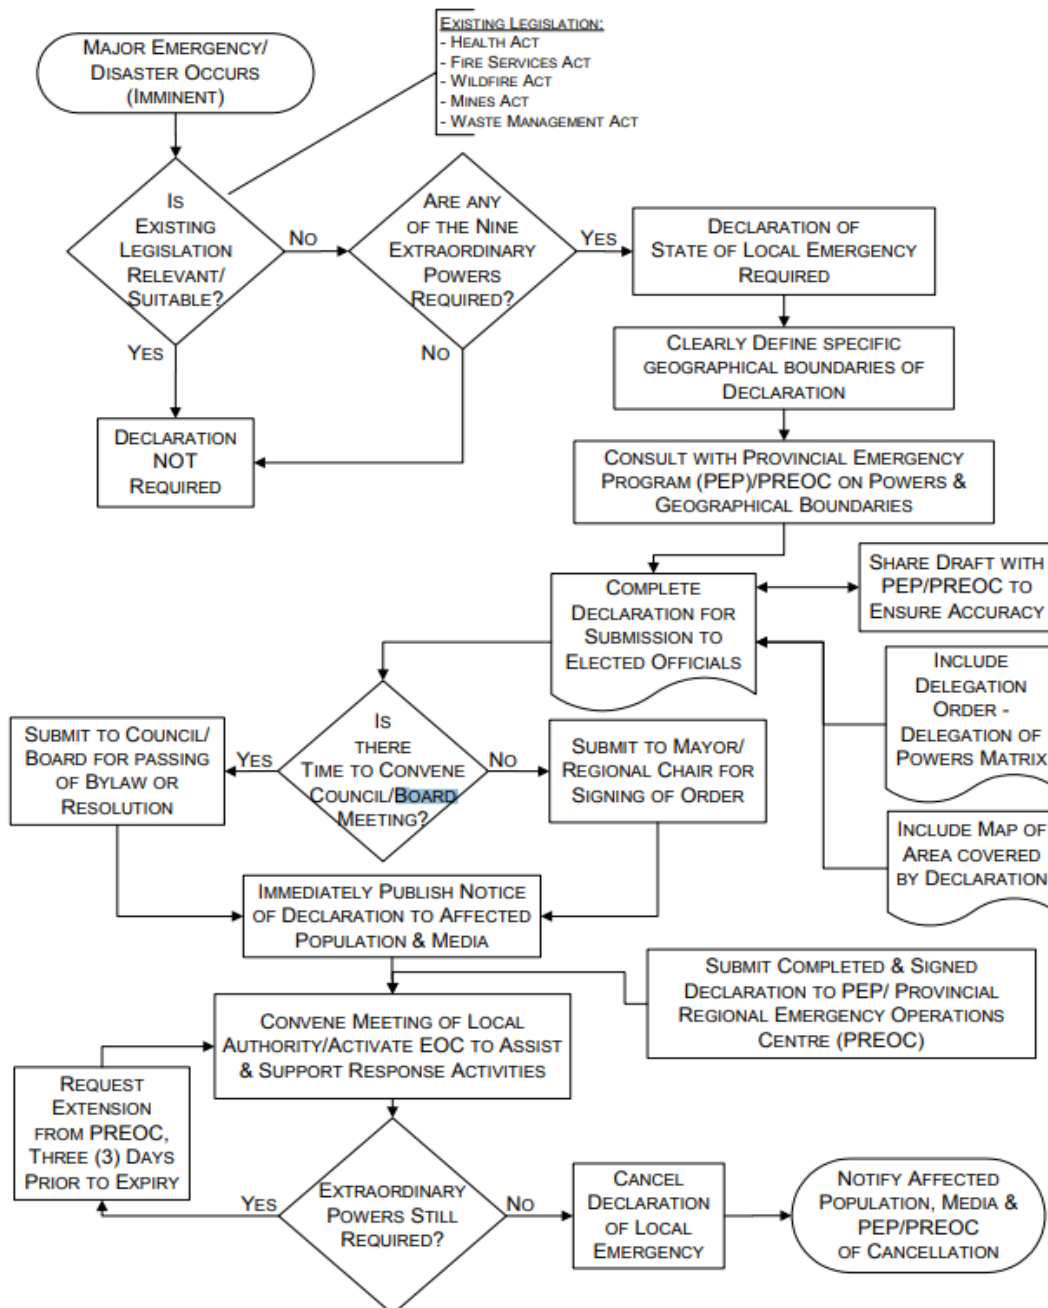 MAJOR EMERGENCY/
DISASTER OCCURS
(IMMINENT)
EXISTING LEGISLATION:
- HEALTH ACT
- FIRE SERVICES ACT
- WILDFIRE ACT
- MINES ACT
- WASTE MANAGEMENT ACT
IS
EXISTING
LEGISLATION
RELEVANT/
SUITABLE?
NO
YES
ARE ANY
OF THE NINE
EXTRAORDINARY
POWERS
REQUIRED?
YES
NO
DECLARATION OF
STATE OF LOCAL EMERGENCY
REQUIRED
DECLARATION
NOT
REQUIRED
CLEARLY DEFINE SPECIFIC
GEOGRAPHICAL BOUNDARIES OF
DECLARATION
CONSULT WITH PROVINCIAL EMERGENCY
PROGRAM (PEP)/PREOC ON POWERS &
GEOGRAPHICAL BOUNDARIES
COMPLETE
DECLARATION FOR
SUBMISSION TO
ELECTED OFFICIALS
SHARE DRAFT WITH
PEP/PREOC TO
ENSURE ACCURACY
INCLUDE
DELEGATION
ORDER -
DELEGATION OF
POWERS MATRIX
INCLUDE MAP OF
AREA COVERED
BY DECLARATION
IS
THERE
TIME TO CONVENE
COUNCIL/BOARD
MEETING?
YES
NO
SUBMIT TO COUNCIL/
BOARD FOR PASSING
OF BYLAW OR
RESOLUTION
SUBMIT TO MAYOR/
REGIONAL CHAIR FOR
SIGNING OF ORDER
IMMEDIATELY PUBLISH NOTICE
OF DECLARATION TO AFFECTED
POPULATION & MEDIA
SUBMIT COMPLETED & SIGNED
DECLARATION TO PEP/ PROVINCIAL
REGIONAL EMERGENCY OPERATIONS
CENTRE (PREOC)
CONVENE MEETING OF LOCAL
AUTHORITY/ACTIVATE EOC TO ASSIST
& SUPPORT RESPONSE ACTIVITIES
REQUEST
EXTENSION
FROM PREOC,
THREE (3) DAYS
PRIOR TO EXPIRY
YES
EXTRAORDINARY
POWERS STILL
REQUIRED?
NO
CANCEL
DECLARATION
OF LOCAL
EMERGENCY
NOTIFY AFFECTED
POPULATION, MEDIA &
PEP/PREOC
OF CANCELLATION